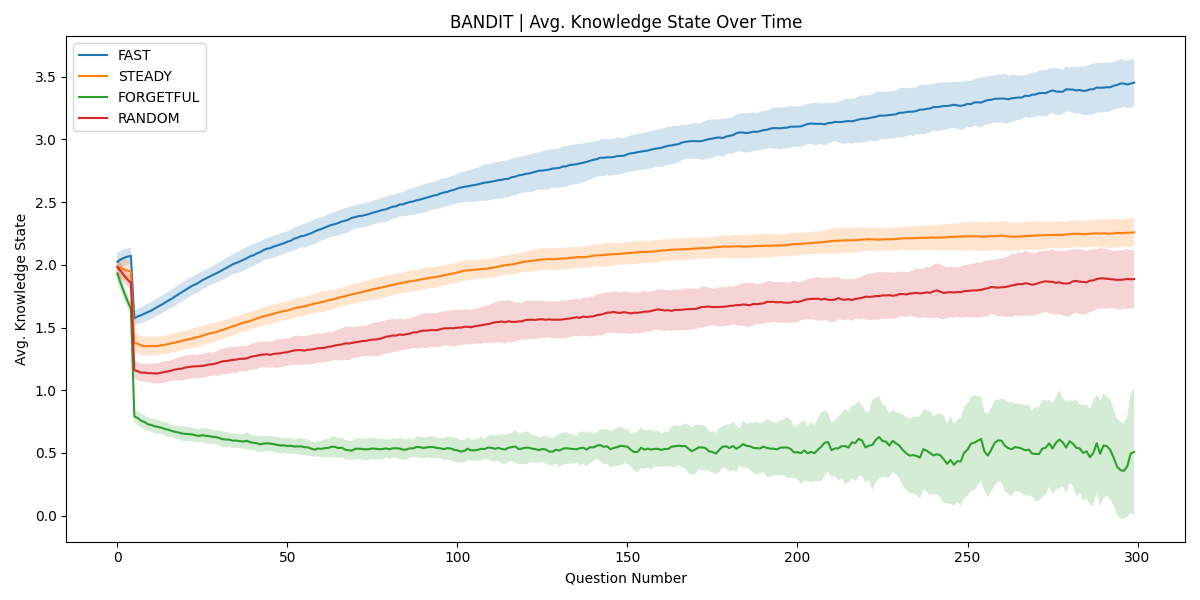 BANDIT | Avg. Knowledge State Over Time
FAST
STEADY
FORGETFUL
RANDOM
Avg. Knowledge State
3.5
3.0
2.5
2.0
1.5
1.0
0.5
0.0
0 50 100 150 200 250 300
Question Number